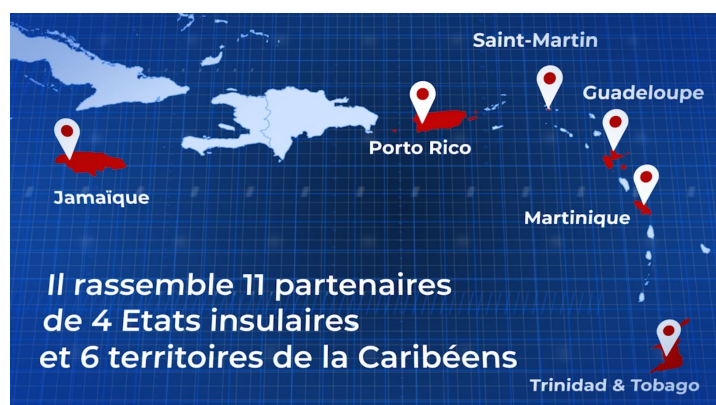 Saint-Martin
Guadeloupe
Porto Rico
Jamaïque
Martinique
Il rassemble 11 partenaires
de 4 Etats insulaires
et 6 territoires de la Caribéens
Trinidad & Tobago